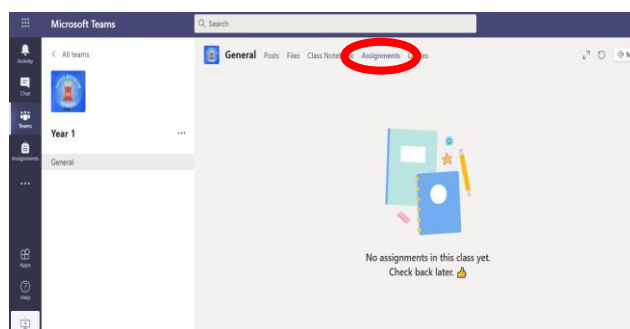 Microsoft Teams
Search
Activity
Chat
Teams
Assignments
Apps
Help
All teams
Year 1
General
General Posts Files Class Assignments
No assignments in this class yet.
Check back later. 👍